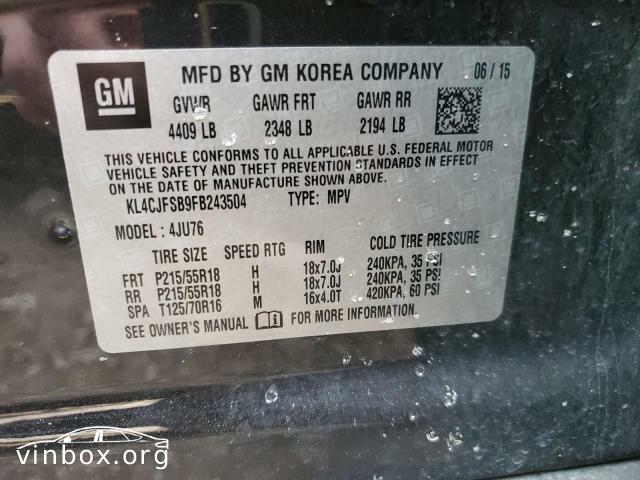 GM
MFD BY GM KOREA COMPANY 06 / 15
GVWR GAWR FRT GAWR RR
4409 LB 2348 LB 2194 LB
THIS VEHICLE CONFORMS TO ALL APPLICABLE U.S. FEDERAL MOTOR
VEHICLE SAFETY AND THEFT PREVENTION STANDARDS IN EFFECT
ON THE DATE OF MANUFACTURE SHOWN ABOVE.
KL4CJFSB9FB243504 TYPE: MPV
MODEL : 4JU76
TIRE SIZE SPEED RTG RIM COLD TIRE PRESSURE
FRT P215/55R18 H 18x7.0J 240KPA, 35 PSI
RR P215/55R18 H 18x7.0J 240KPA, 35 PSI
SPA T125/70R16 M 16x4.0T 420KPA, 60 PSI
SEE OWNER'S MANUAL FOR MORE INFORMATION.
vinbox.org